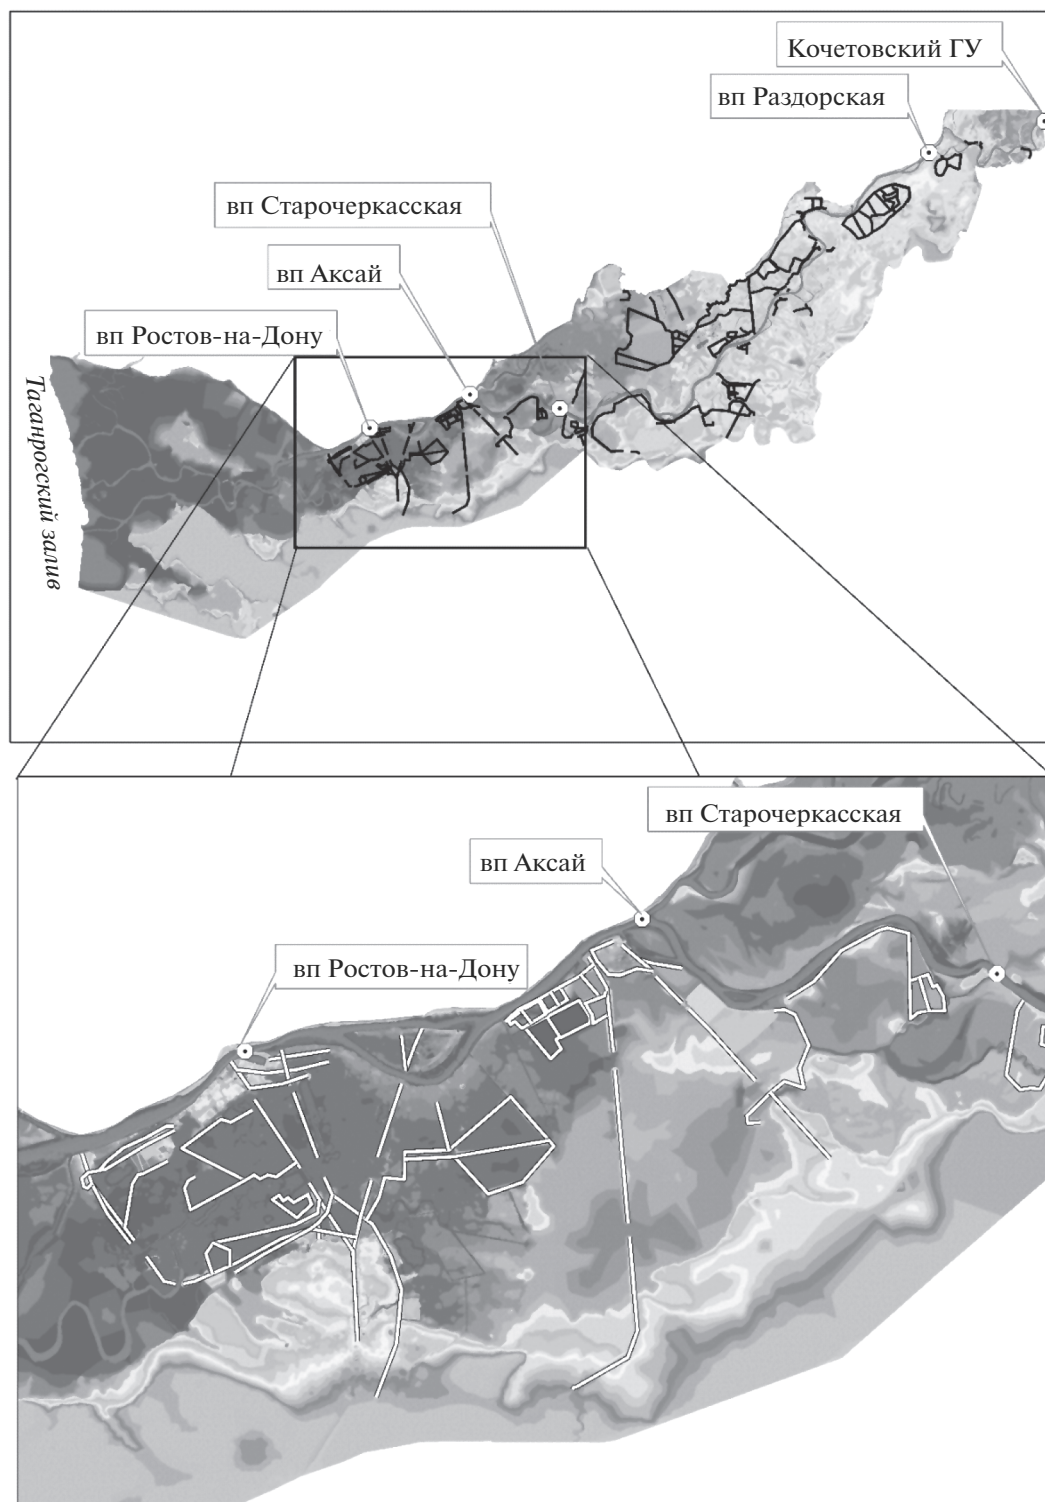 Кочетовский ГУ
вп Раздорская
вп Старочеркасская
вп Аксай
вп Ростов-на-Дону
Таганрогский залив
вп Старочеркасская
вп Аксай
вп Ростов-на-Дону